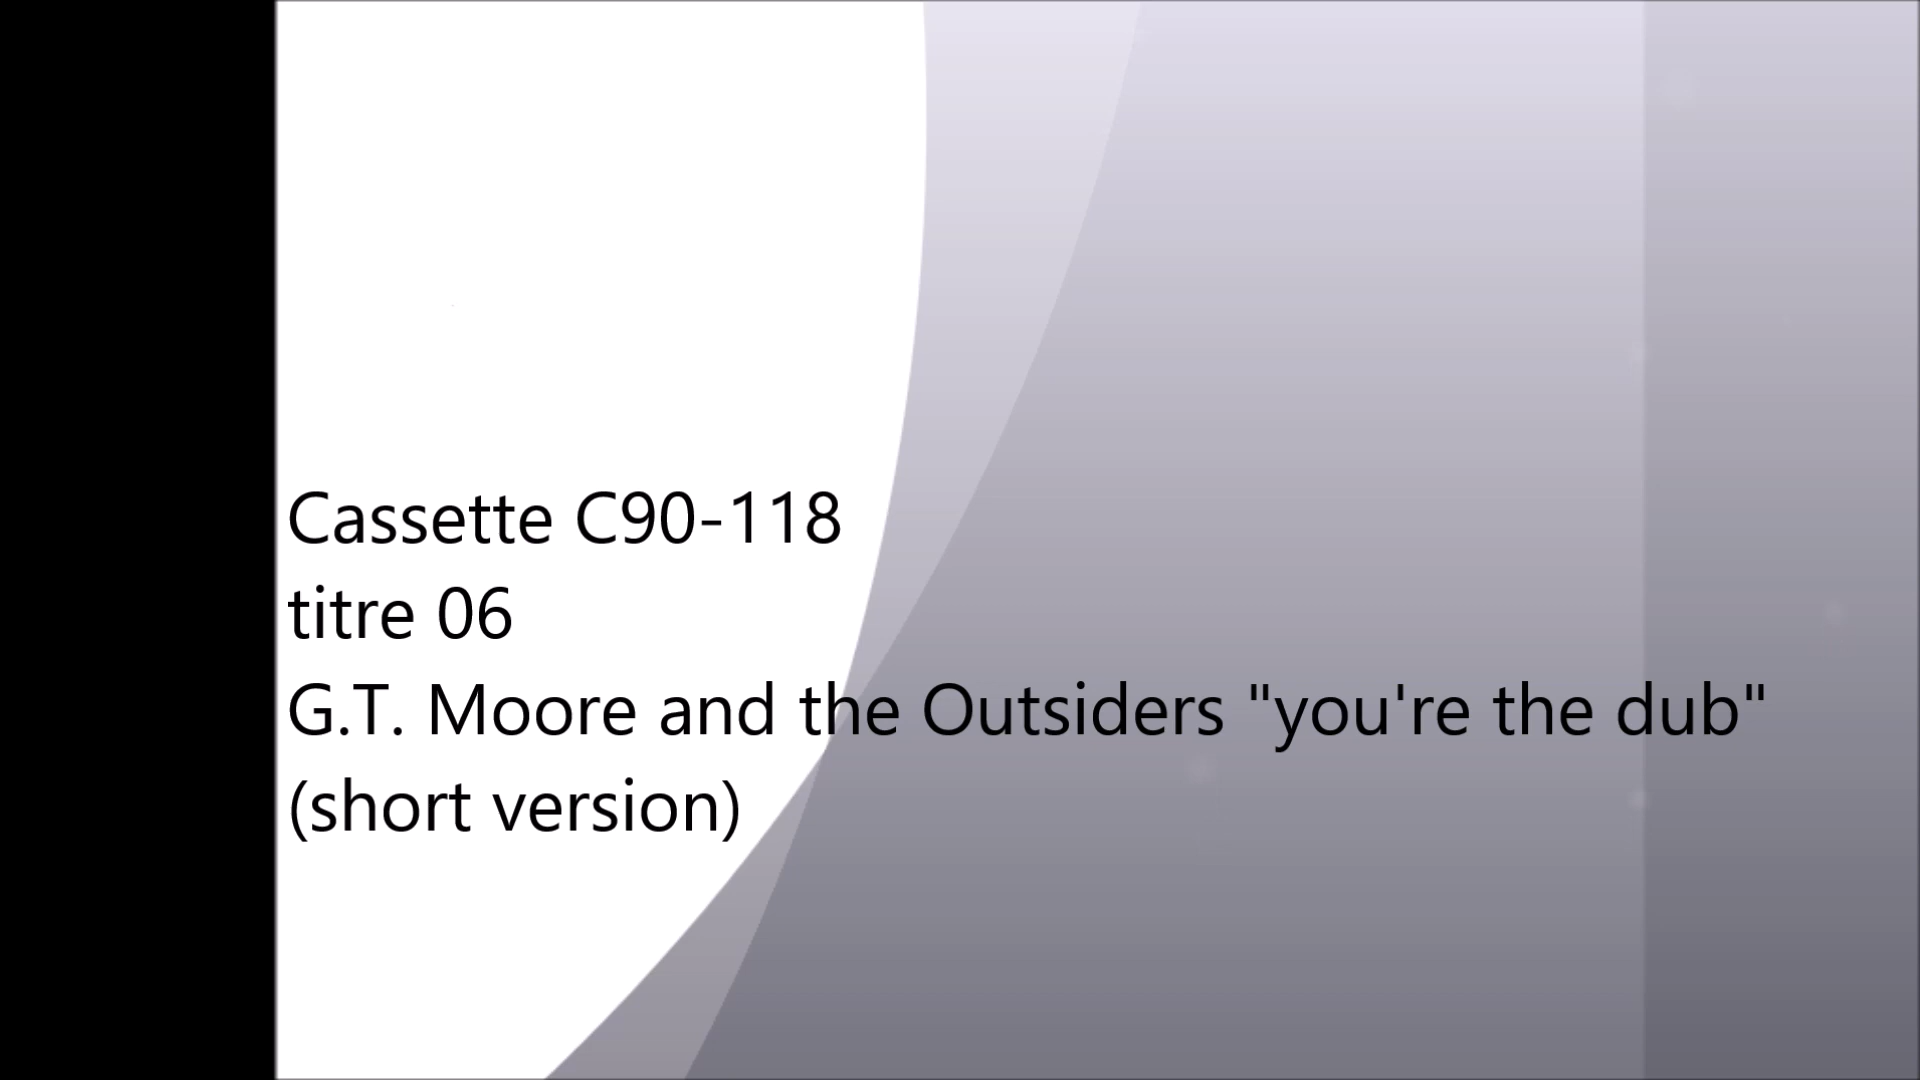 Cassette C90-118
titre 06
G.T. Moore and the Outsiders "you're the dub"
(short version)